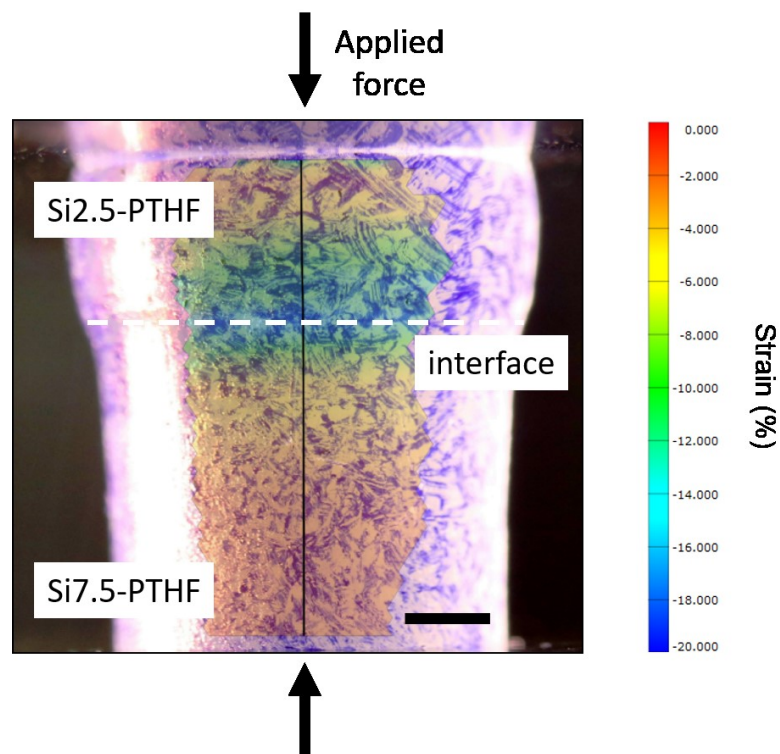 Applied
force
Si2.5-PTHF
interface
Si7.5-PTHF
0.000
-2.000
-4.000
-6.000
-8.000
-10.000
-12.000
-14.000
-16.000
-18.000
-20.000
Strain (%)